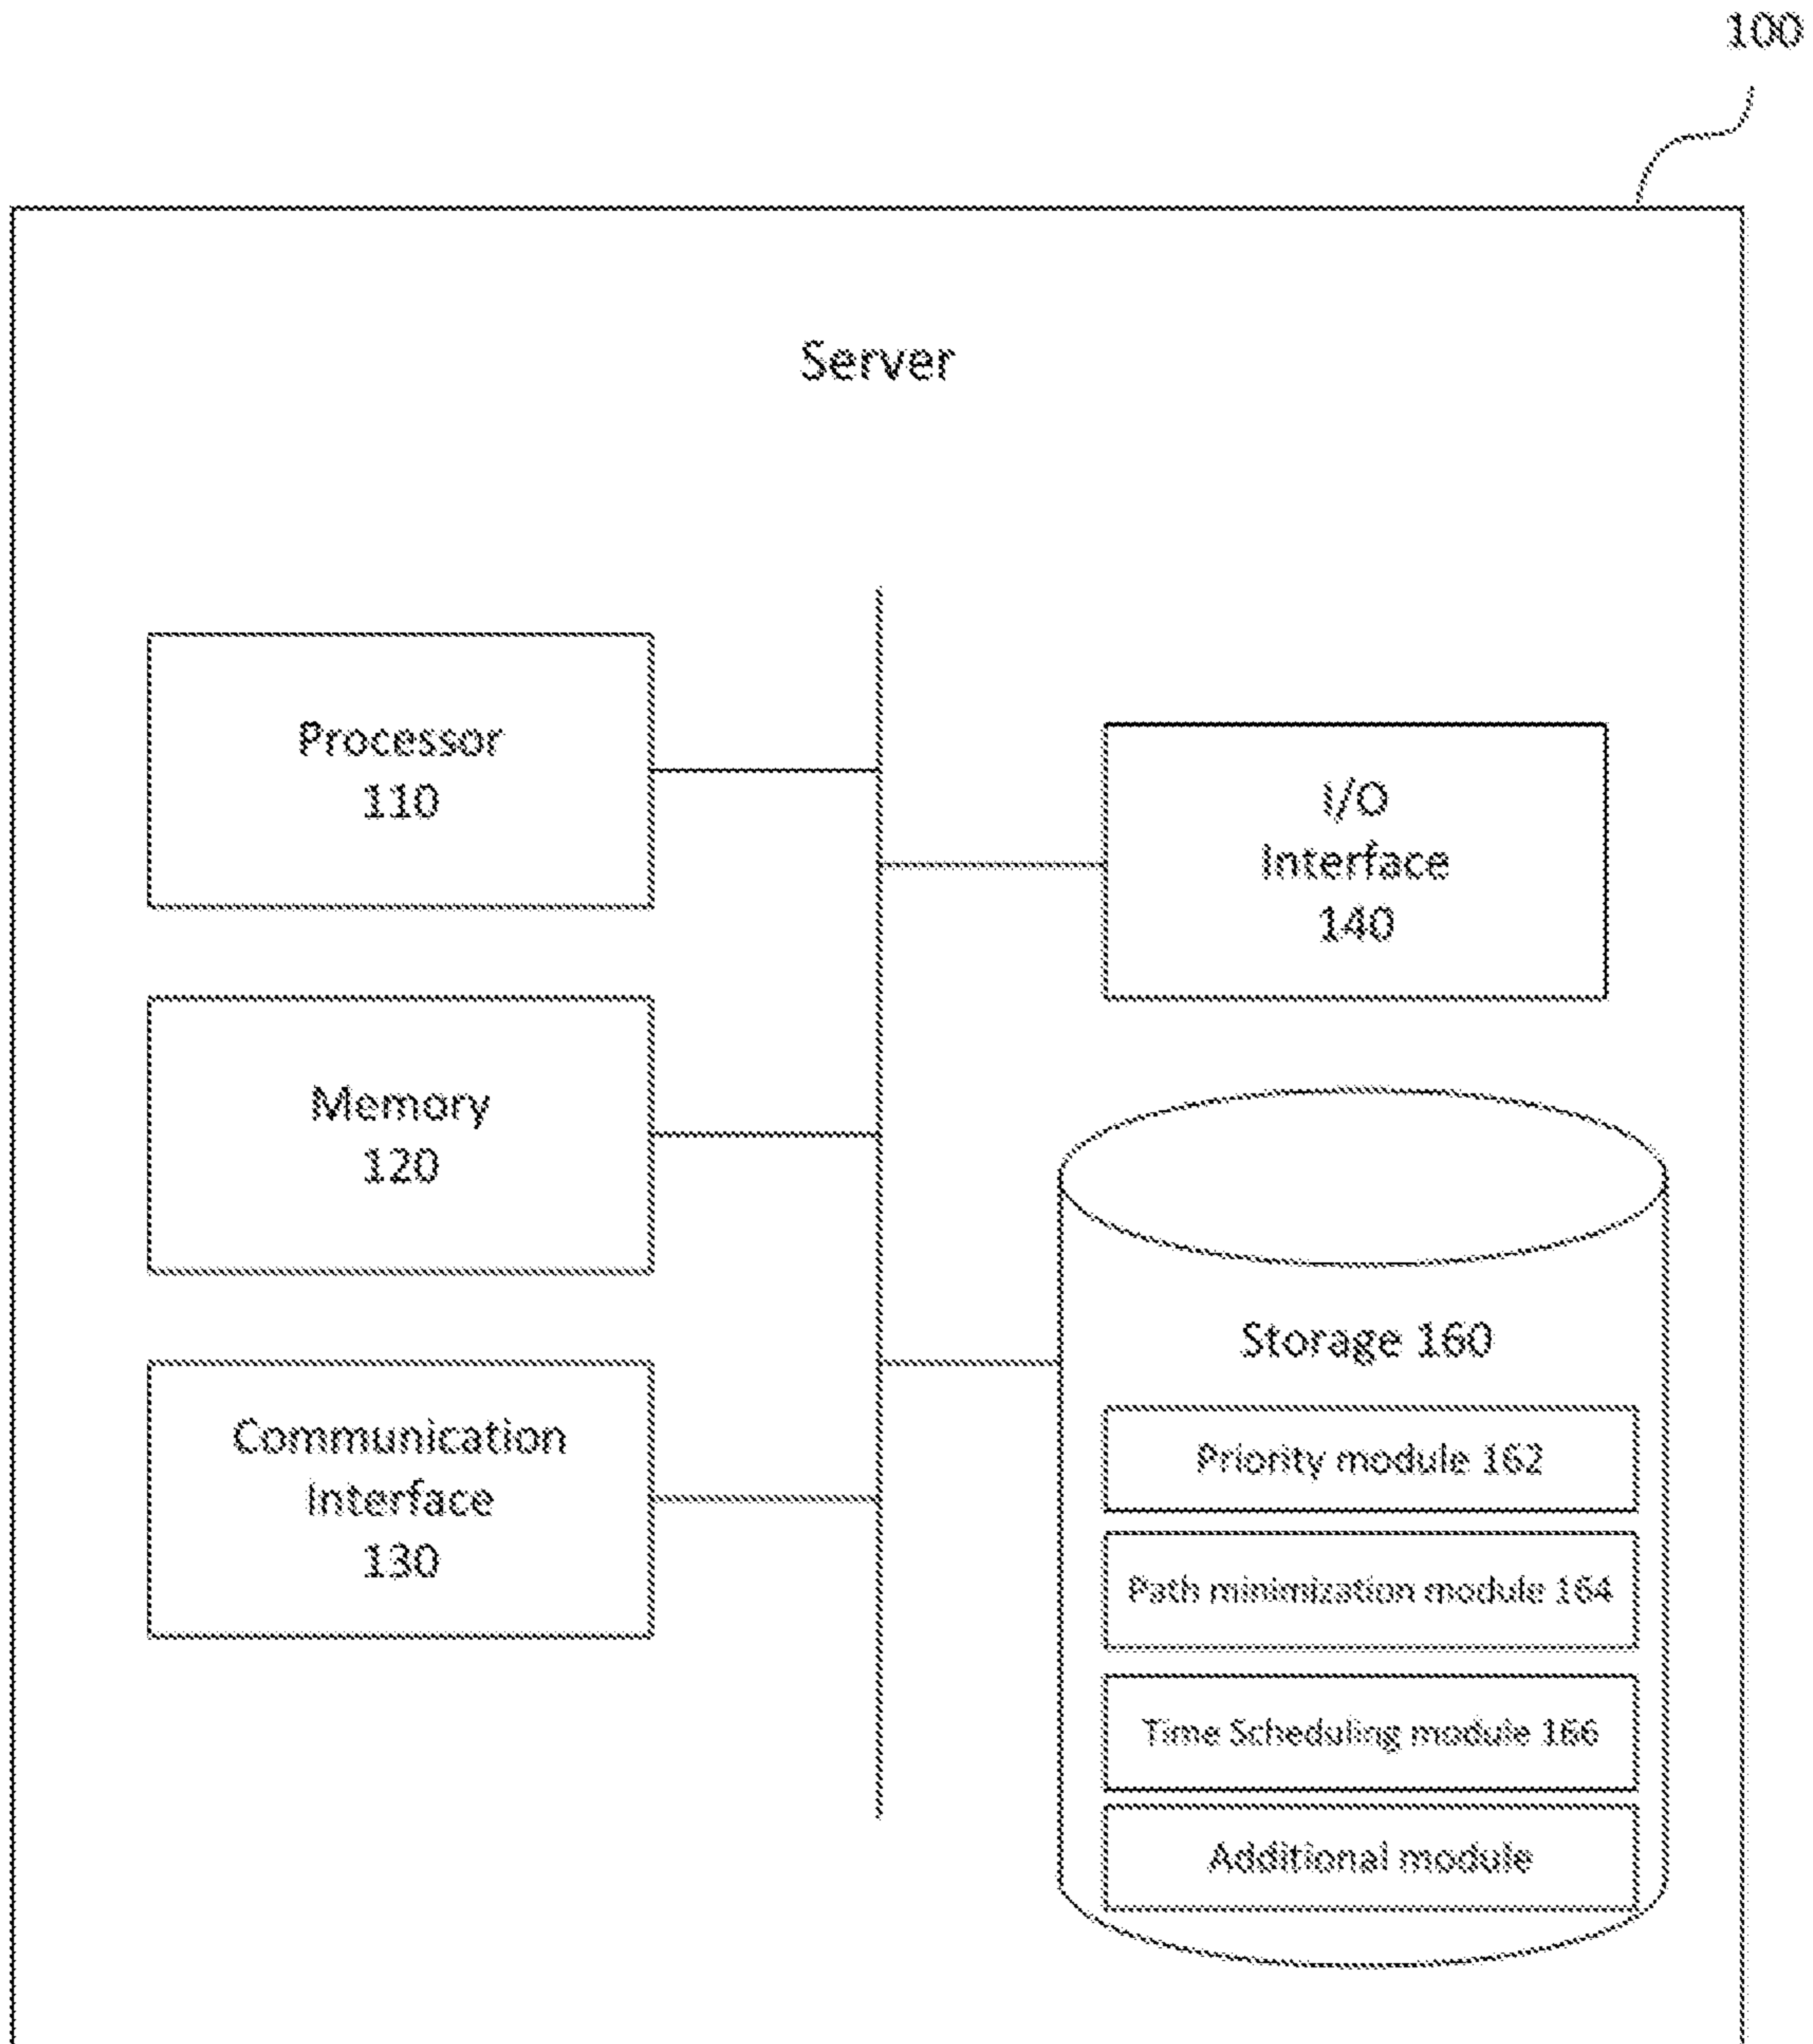 100
Server
Processor
110
I/O
Interface
140
Memory
120
Storage 160
Communication
Interface
130
Priority module 162
Path minimization module 164
Time Scheduling module 166
Additional module